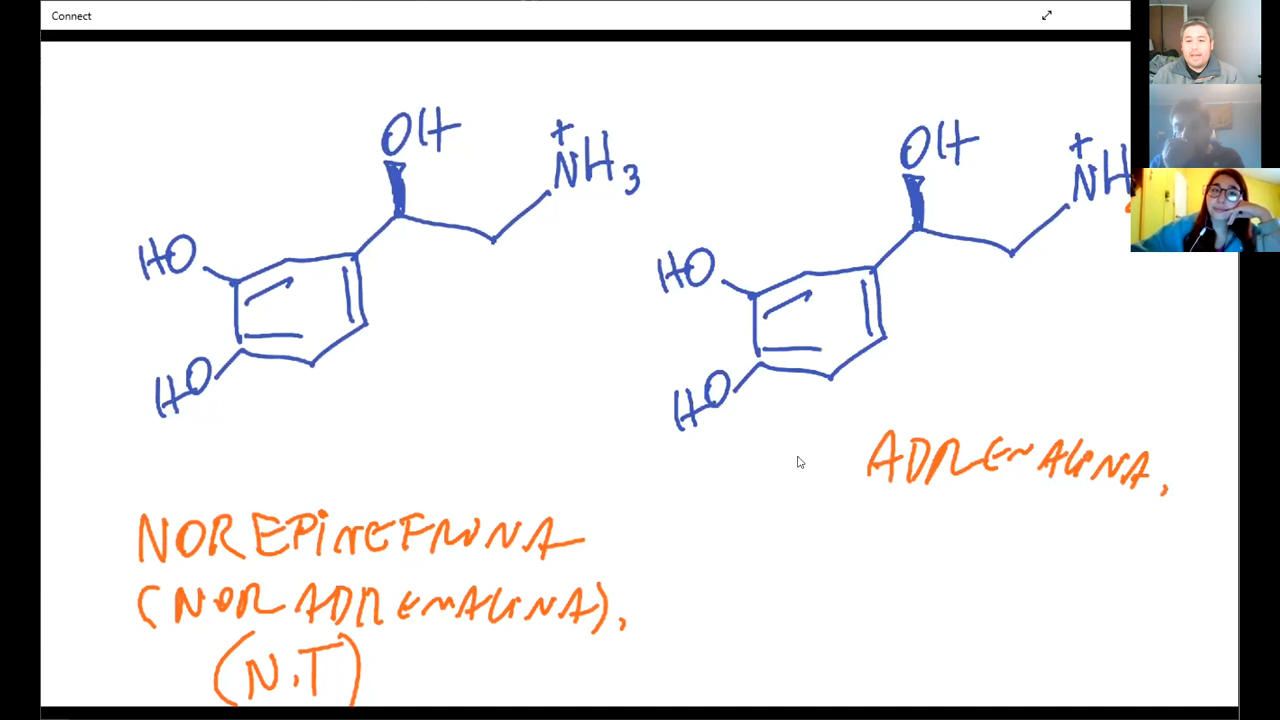 Connect
OH
+
NH3
HO
HO
OH
+
NH
HO
HO
ADRENALINA,
NOREPINEFRINA
(NORADRENALINA),
(N.T)